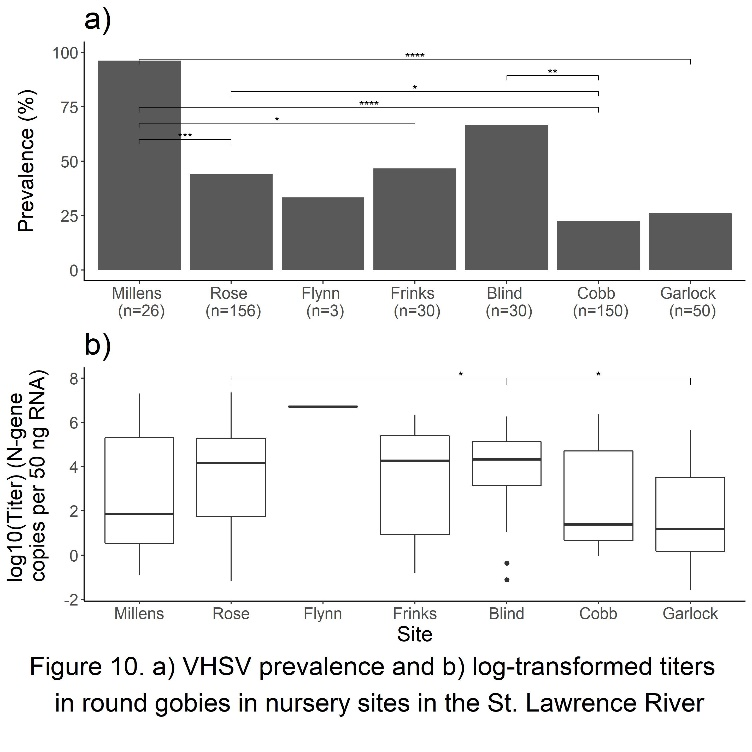 a)
100
75
50
25
0
Prevalence (%)
****
**
*
****
*
***
Millens Rose Flynn Frinks Blind Cobb Garlock
(n=26) (n=156) (n=3) (n=30) (n=30) (n=150) (n=50)
b)
8
6
4
2
0
-2
log10(Titer) (N-gene
copies per 50 ng RNA)
* *
Millens Rose Flynn Frinks Blind Cobb Garlock
Site
Figure 10. a) VHSV prevalence and b) log-transformed titers
in round gobies in nursery sites in the St. Lawrence River